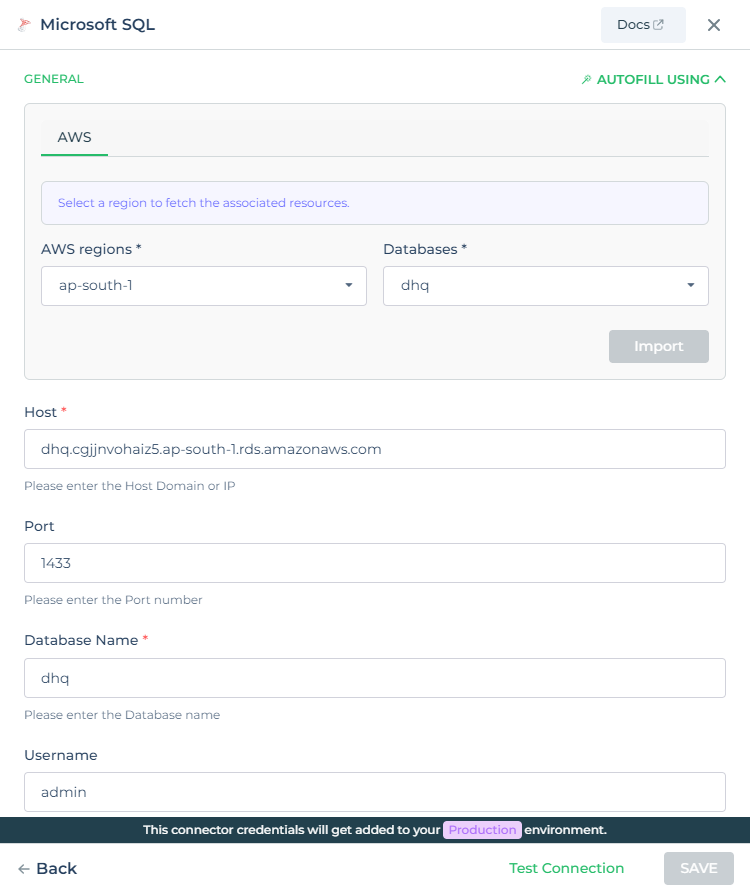 Microsoft SQL
Docs
GENERAL
AUTOFILL USING
AWS
Select a region to fetch the associated resources.
AWS regions *
Databases *
ap-south-1
dhq
Import
Host *
dhq.cgjjnvohaiz5.ap-south-1.rds.amazonaws.com
Please enter the Host Domain or IP
Port
1433
Please enter the Port number
Database Name *
dhq
Please enter the Database name
Username
admin
This connector credentials will get added to your Production environment.
Back
Test Connection
SAVE